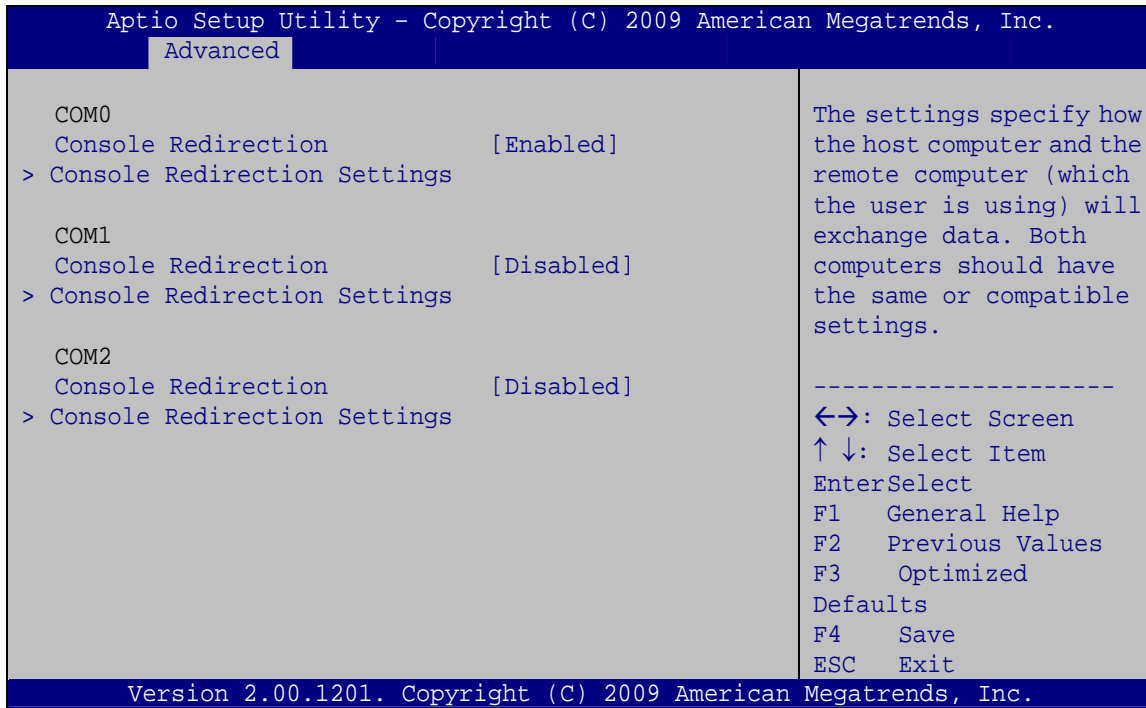 Aptio Setup Utility – Copyright (C) 2009 American Megatrends, Inc.
Advanced
COM0
Console Redirection [Enabled]
> Console Redirection Settings
COM1
Console Redirection [Disabled]
> Console Redirection Settings
COM2
Console Redirection [Disabled]
> Console Redirection Settings
The settings specify how
the host computer and the
remote computer (which
the user is using) will
exchange data. Both
computers should have
the same or compatible
settings.
---------------------
←→: Select Screen
↑ ↓: Select Item
EnterSelect
F1 General Help
F2 Previous Values
F3 Optimized
Defaults
F4 Save
ESC Exit
Version 2.00.1201. Copyright (C) 2009 American Megatrends, Inc.